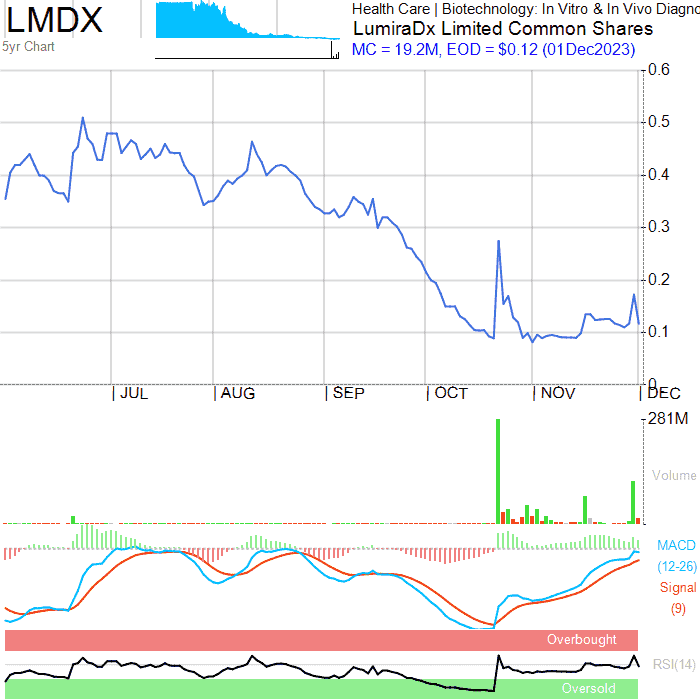 LMDX
5yr Chart
Health Care | Biotechnology: In Vitro & In Vivo Diagno
LumiraDx Limited Common Shares
MC = 19.2M, EOD = $0.12 (01Dec2023)
0.6
0.5
0.4
0.3
0.2
0.1
0
JUL
AUG
SEP
OCT
NOV
DEC
281M
Volume
MACD
(12-26)
Signal
(9)
Overbought
RSI(14)
Oversold